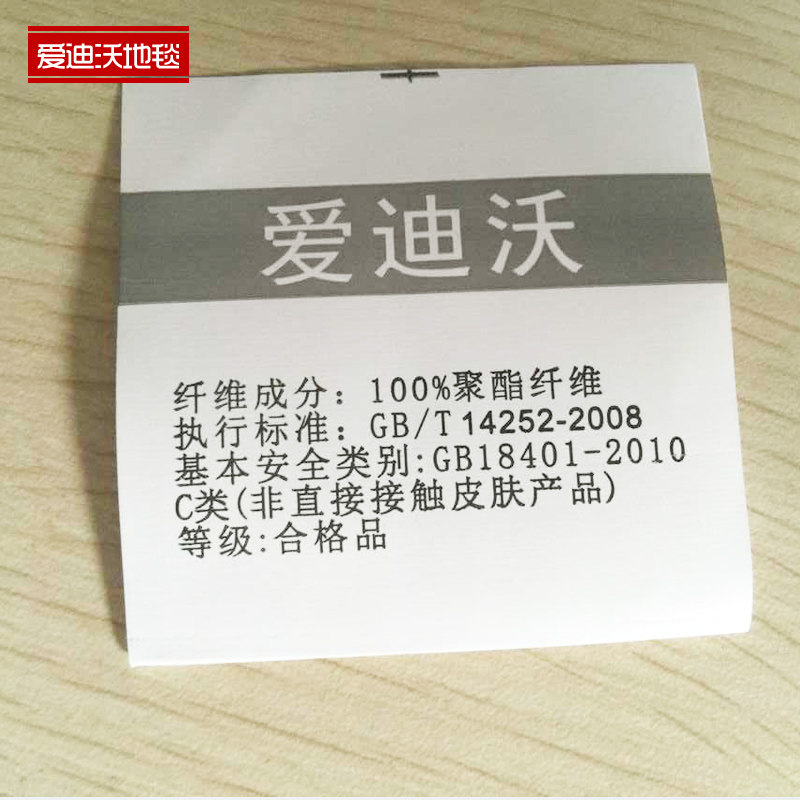 爱迪沃地毯
爱迪沃
纤维成分：100%聚酯纤维
执行标准：GB/T 14252-2008
基本安全类别:GB18401-2010
C类(非直接接触皮肤产品)
等级:合格品